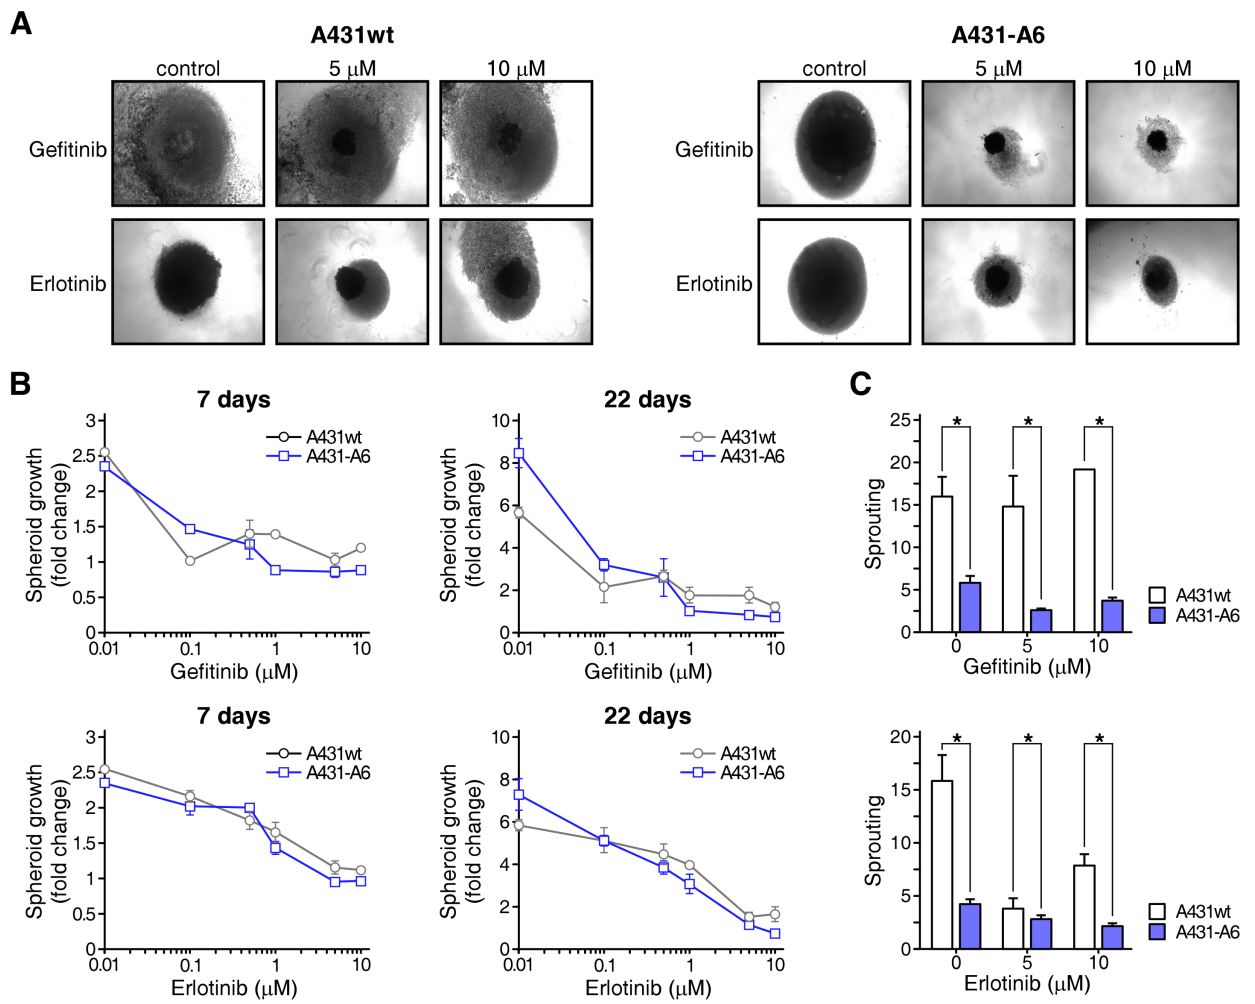 A
A431wt
A431-A6
control
5 μM
10 μM
control
5 μM
10 μM
Gefitinib
Gefitinib
Erlotinib
Erlotinib
B
C
7 days
Spheroid growth
(fold change)
3
2.5
2
1.5
1
0.5
0
A431wt
A431-A6
0.01
0.1
1
10
Gefitinib (μM)
22 days
Spheroid growth
(fold change)
10
8
6
4
2
0
A431wt
A431-A6
0.01
0.1
1
10
Gefitinib (μM)
Sprouting
25
20
15
10
5
0
*
*
*
0
5
10
Gefitinib (μM)
A431wt
A431-A6
7 days
Spheroid growth
(fold change)
3
2.5
2
1.5
1
0.5
0
A431wt
A431-A6
0.01
0.1
1
10
Erlotinib (μM)
22 days
Spheroid growth
(fold change)
10
8
6
4
2
0
A431wt
A431-A6
0.01
0.1
1
10
Erlotinib (μM)
Sprouting
20
15
10
5
0
*
*
*
0
5
10
Erlotinib (μM)
A431wt
A431-A6